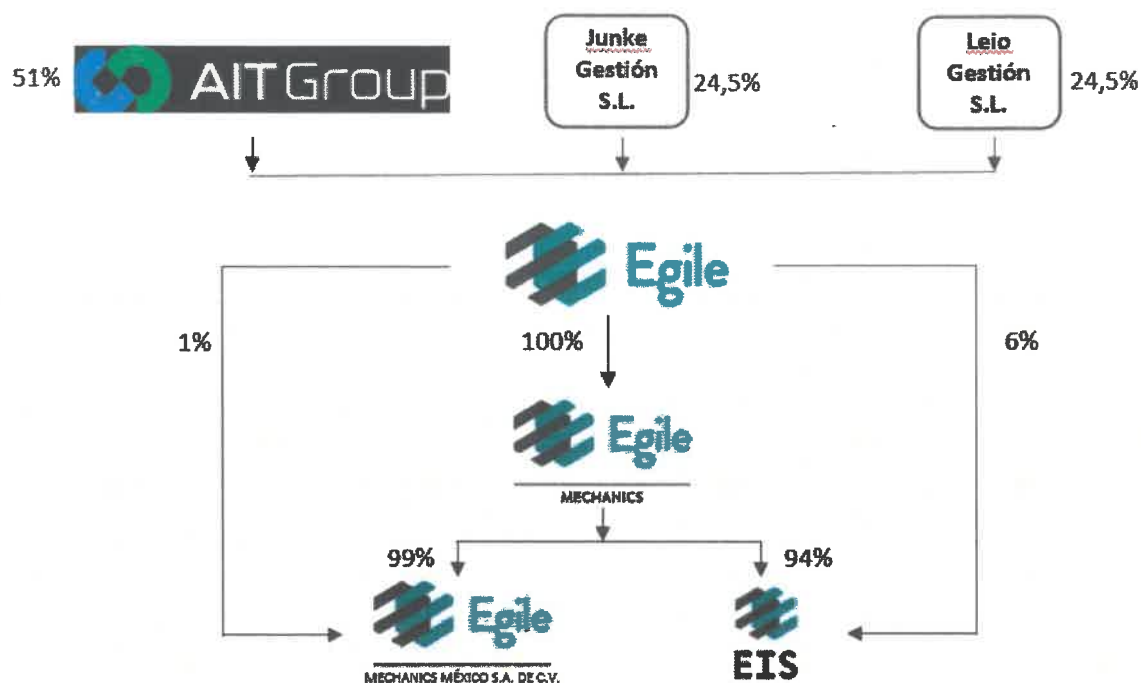 51%
AIT Group
Junke
Gestión
S.L.
24,5%
Leio
Gestión
S.L.
24,5%
Egile
1%
100%
6%
Egile
MECHANICS
99%
94%
Egile
MECHANICS MÉXICO S.A. DE C.V.
EIS